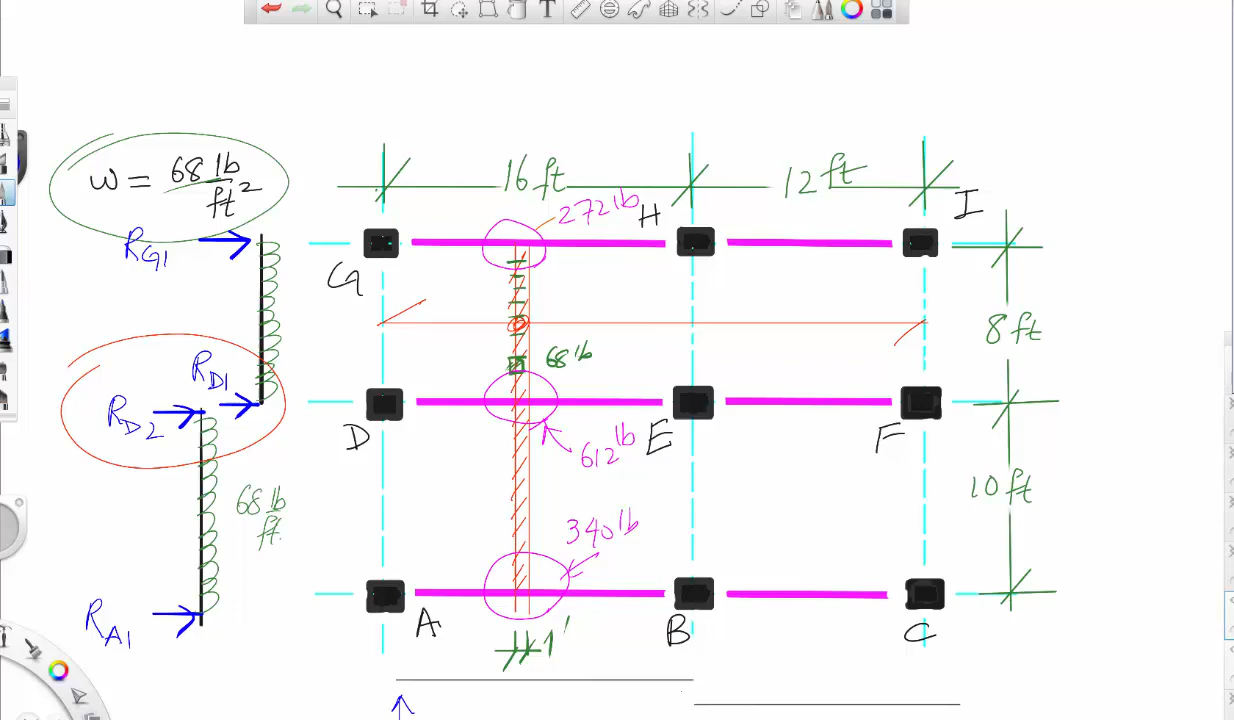 w = 68 lb/ft²
16 ft
12 ft
272 lb
H
I
R_G1
G
8 ft
68 lb
R_D1
R_D2
D
E
F
612 lb
10 ft
68 lb/ft.
340 lb
R_A1
A
B
C
1'
T